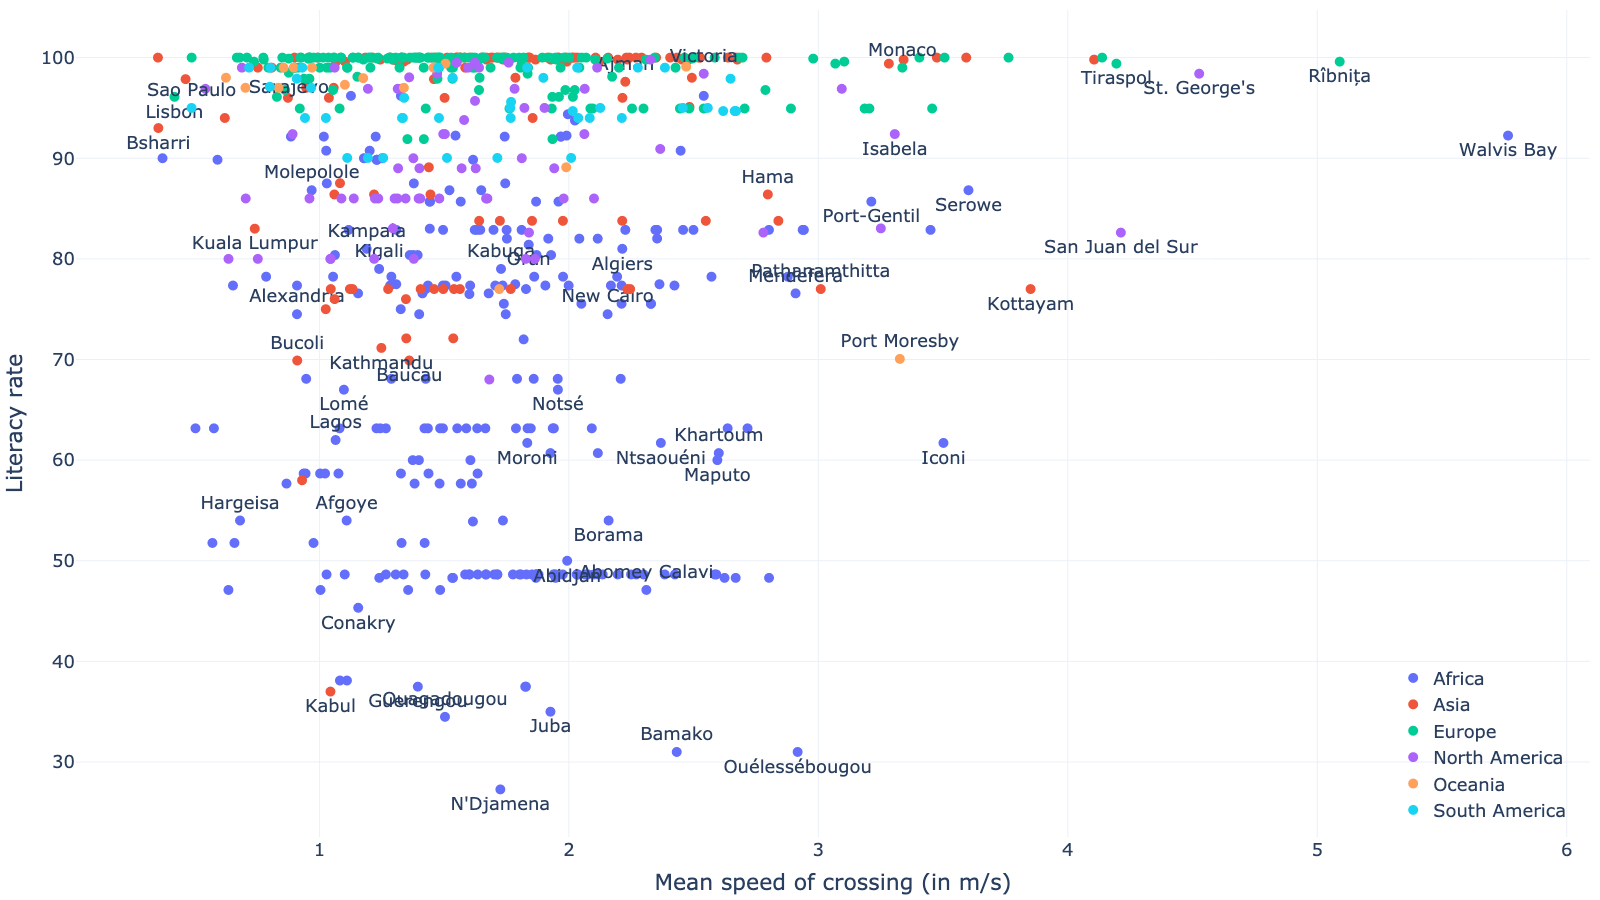 100
90
80
70
60
50
40
30
Literacy rate
Victoria
Monaco
Ajman
Tiraspol
Rîbnița
Sao Paulo
Sarajevo
St. George's
Lisbon
Bsharri
Isabela
Walvis Bay
Molepolole
Hama
Serowe
Port-Gentil
Kampala
Kuala Lumpur
San Juan del Sur
Kigali
Kabuga
Oran
Algiers
Pathanamthitta
Mendefera
Alexandria
New Cairo
Kottayam
Bucoli
Port Moresby
Kathmandu
Baucau
Lomé
Notsé
Lagos
Khartoum
Moroni
Ntsaouéni
Iconi
Maputo
Hargeisa
Afgoye
Borama
Abidjan
Abomey Calavi
Conakry
Kabul
Guerengou
Ouagadougou
Juba
Bamako
Ouélessébougou
N'Djamena
Africa
Asia
Europe
North America
Oceania
South America
1
2
3
4
5
6
Mean speed of crossing (in m/s)